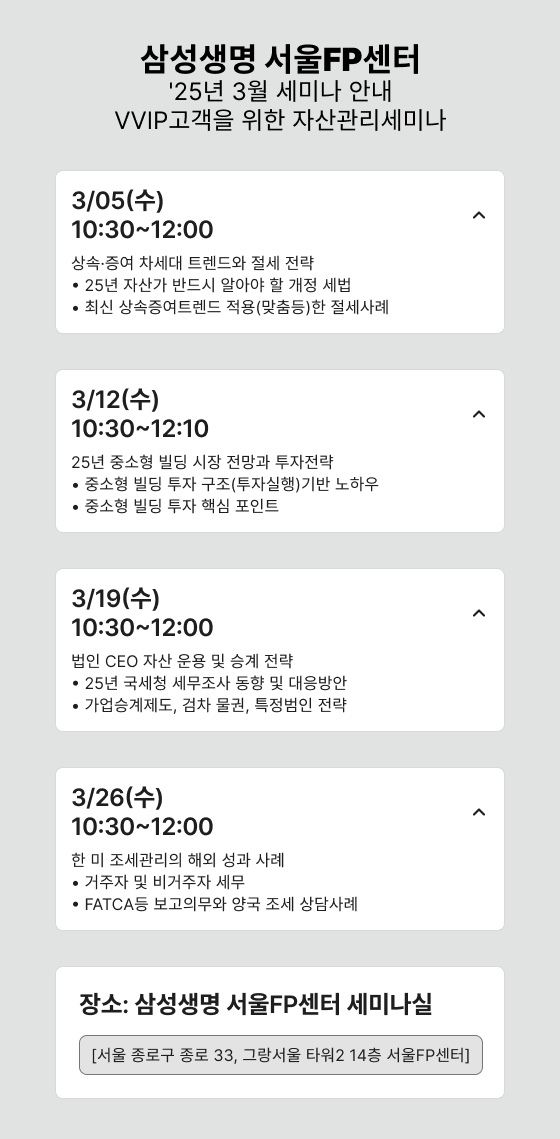 삼성생명 서울FP센터
'25년 3월 세미나 안내
VVIP고객을 위한 자산관리세미나
3/05(수)
10:30~12:00
상속·증여 차세대 트렌드와 절세 전략
• 25년 자산가 반드시 알아야 할 개정 세법
• 최신 상속증여트렌드 적용(맞춤등)한 절세사례
3/12(수)
10:30~12:10
25년 중소형 빌딩 시장 전망과 투자전략
• 중소형 빌딩 투자 구조(투자실행)기반 노하우
• 중소형 빌딩 투자 핵심 포인트
3/19(수)
10:30~12:00
법인 CEO 자산 운용 및 승계 전략
• 25년 국세청 세무조사 동향 및 대응방안
• 가업승계제도, 검차 물권, 특정범인 전략
3/26(수)
10:30~12:00
한 미 조세관리의 해외 성과 사례
• 거주자 및 비거주자 세무
• FATCA등 보고의무와 양국 조세 상담사례
장소: 삼성생명 서울FP센터 세미나실
[서울 종로구 종로 33, 그랑서울 타워2 14층 서울FP센터]